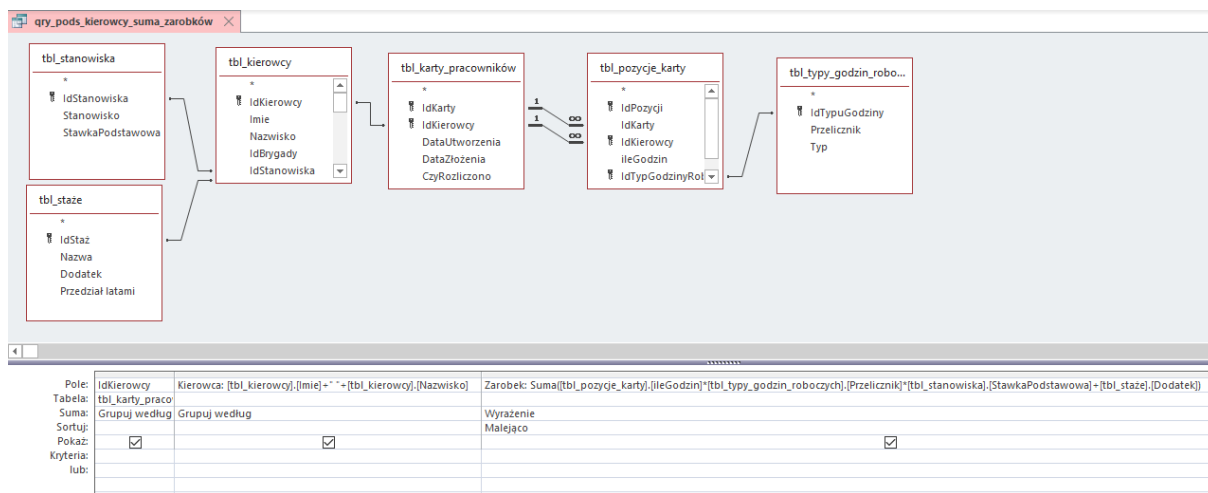 qry_pods_kierowcy_suma_zarobków
tbl_stanowiska
*
IdStanowiska
Stanowisko
StawkaPodstawowa
tbl_kierowcy
*
IdKierowcy
Imie
Nazwisko
IdBrygady
IdStanowiska
tbl_karty_pracowników
*
IdKarty
IdKierowcy
DataUtworzenia
DataZłożenia
CzyRozliczono
1
1
∞
∞
tbl_pozycje_karty
*
IdPozycji
IdKarty
IdKierowcy
ileGodzin
IdTypGodzinyRob
tbl_typy_godzin_robo...
*
IdTypuGodziny
Przelicznik
Typ
tbl_staże
*
IdStaż
Nazwa
Dodatek
Przedział latami
Pole: IdKierowcy Kierowca: [tbl_kierowcy].[Imie]+" "+[tbl_kierowcy].[Nazwisko] Zarobek: Suma([tbl_pozycje_karty].[ileGodzin]*[tbl_typy_godzin_roboczych].[Przelicznik]*[tbl_stanowiska].[StawkaPodstawowa]+[tbl_staże].[Dodatek])
Tabela: tbl_karty_praco
Suma: Grupuj według Grupuj według Wyrażenie
Sortuj: Malejąco
Pokaż:
Kryteria:
lub: